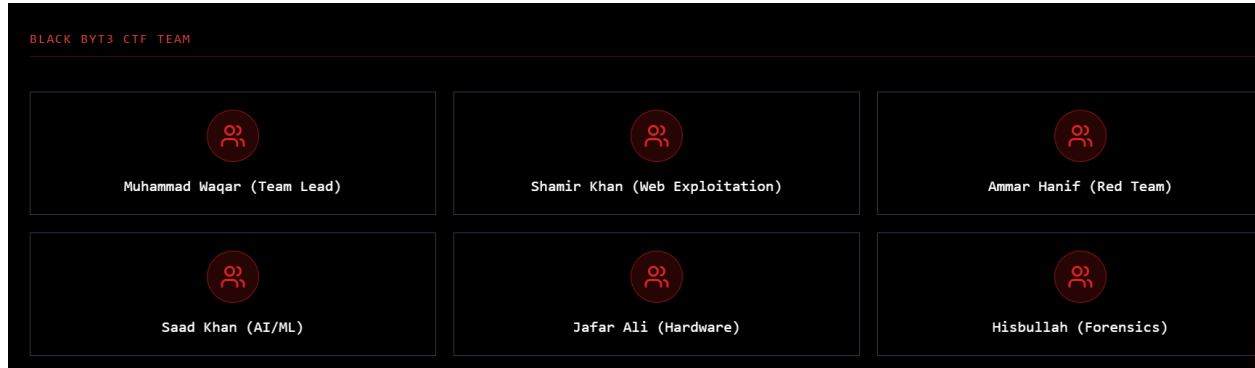 BLACK BYT3 CTF TEAM
Muhammad Waqar (Team Lead)
Shamir Khan (Web Exploitation)
Ammar Hanif (Red Team)
Saad Khan (AI/ML)
Jafar Ali (Hardware)
Hisbullah (Forensics)